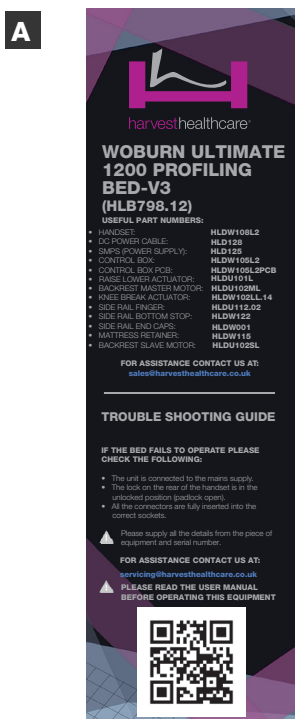 A
harvesthealthcare
WOBURN ULTIMATE
1200 PROFILING
BED-V3
(HLB798.12)
USEFUL PART NUMBERS:
• HANDSET: HLDW108L2
• DC POWER CABLE: HLD128
• SMPS (POWER SUPPLY): HLD125
• CONTROL BOX: HLDW105L2
• CONTROL BOX PCB: HLDW105L2PCB
• RAISE LOWER ACTUATOR: HLDU101L
• BACKREST MASTER MOTOR: HLDU102ML
• KNEE BREAK ACTUATOR: HLDW102LL.14
• SIDE RAIL FINGER: HLDU112.02
• SIDE RAIL BOTTOM STOP: HLDW122
• SIDE RAIL END CAPS: HLDW001
• MATTRESS RETAINER: HLDW115
• BACKREST SLAVE MOTOR: HLDU102SL
FOR ASSISTANCE CONTACT US AT:
sales@harvesthealthcare.co.uk
TROUBLE SHOOTING GUIDE
IF THE BED FAILS TO OPERATE PLEASE
CHECK THE FOLLOWING:
• The unit is connected to the mains supply.
• The lock on the rear of the handset is in the
unlocked position (padlock open).
• All the connectors are fully inserted into the
correct sockets.
Please supply all the details from the piece of
equipment and serial number.
FOR ASSISTANCE CONTACT US AT:
servicing@harvesthealthcare.co.uk
PLEASE READ THE USER MANUAL
BEFORE OPERATING THIS EQUIPMENT